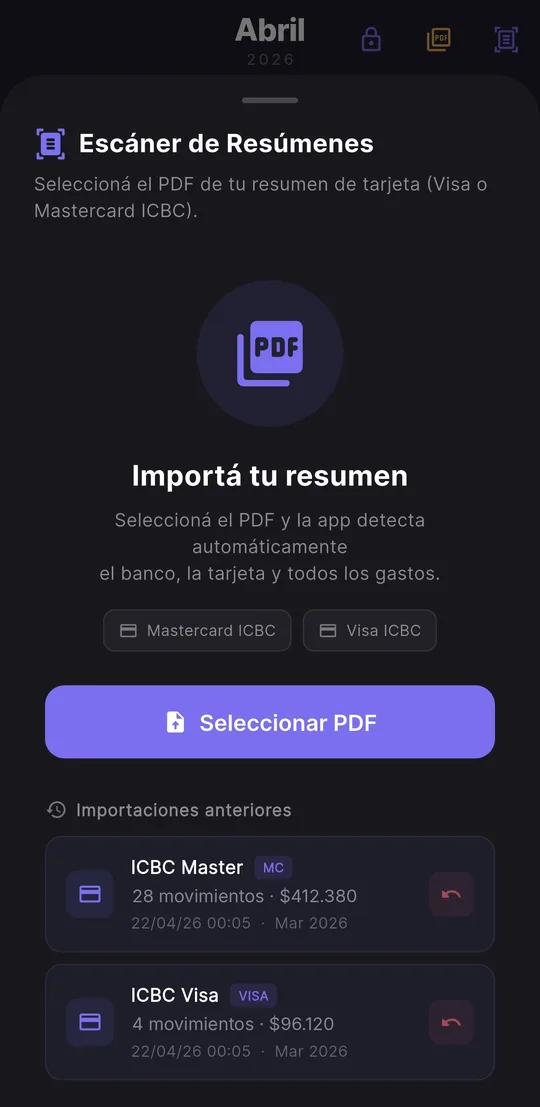 Abril
2026
PDF
Escáner de Resúmenes
Seleccioná el PDF de tu resumen de tarjeta (Visa o
Mastercard ICBC).
PDF
Importá tu resumen
Seleccioná el PDF y la app detecta
automáticamente
el banco, la tarjeta y todos los gastos.
Mastercard ICBC
Visa ICBC
Seleccionar PDF
Importaciones anteriores
ICBC Master MC
28 movimientos · $412.380
22/04/26 00:05 · Mar 2026
ICBC Visa VISA
4 movimientos · $96.120
22/04/26 00:05 · Mar 2026